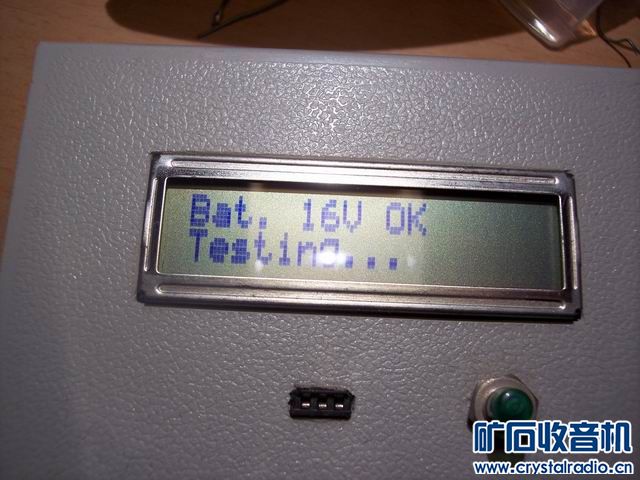 Bat. 16V OK
Testing...
矿石收音机
www.crystalradio.cn